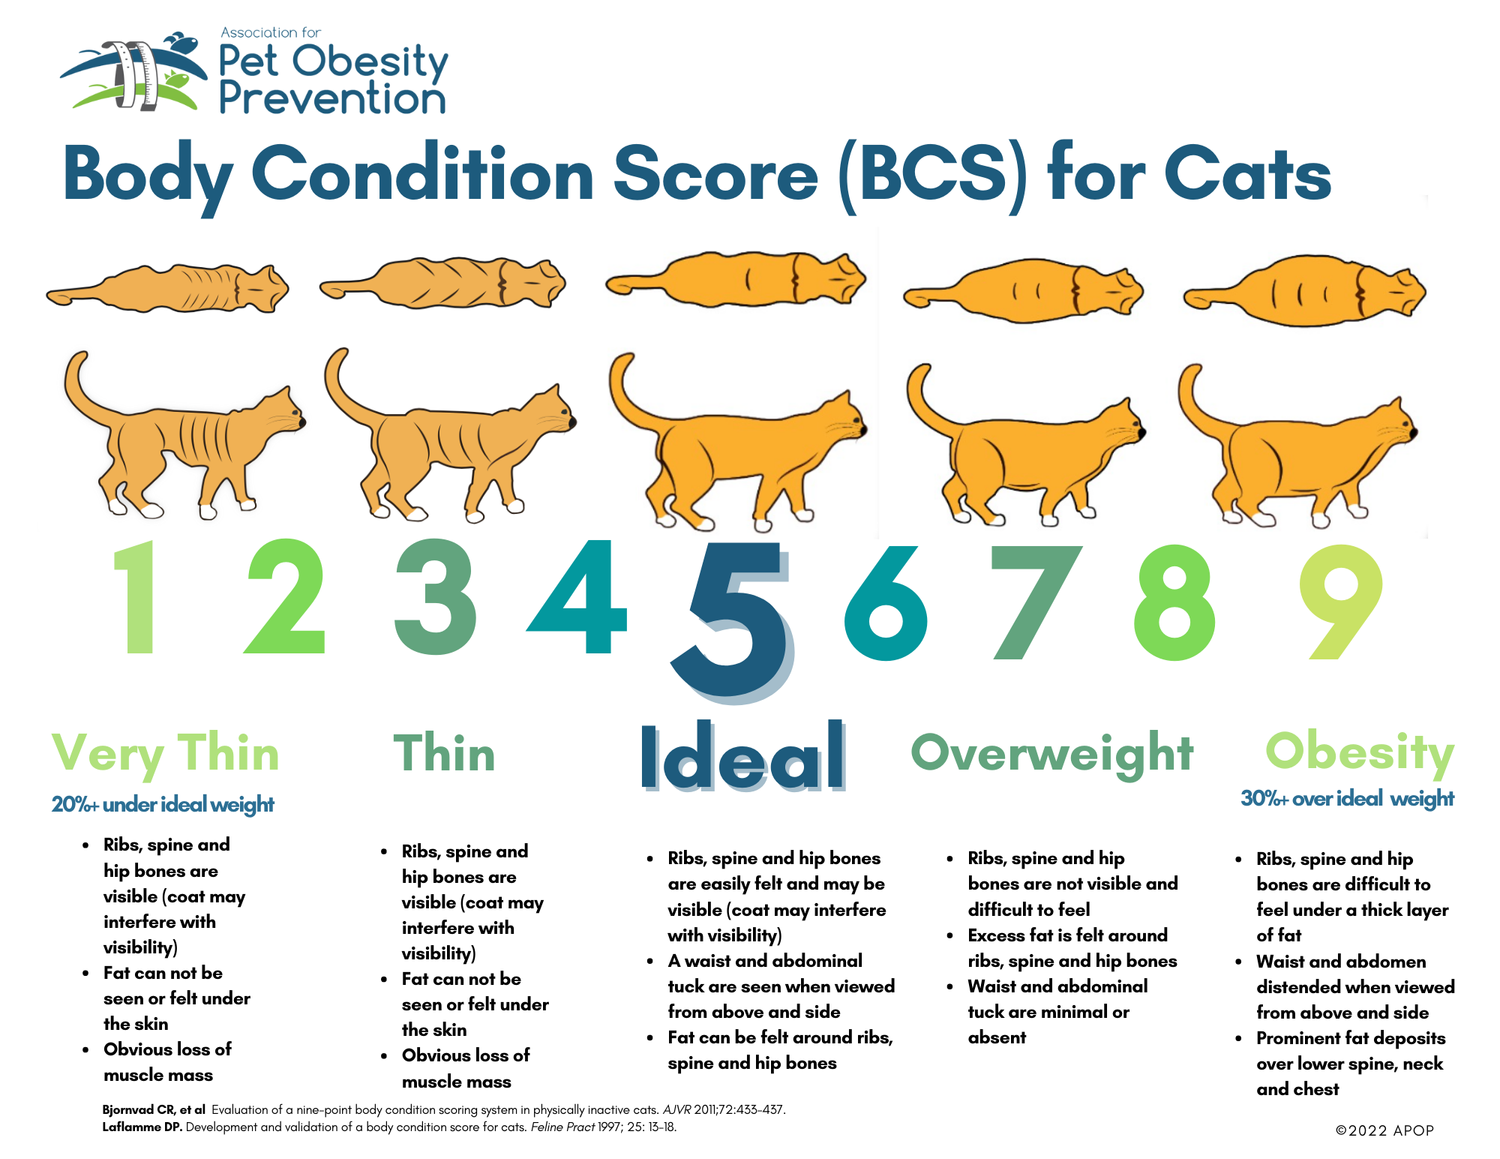 Association for
Pet Obesity
Prevention
Body Condition Score (BCS) for Cats
1 2 3 4 5 6 7 8 9
Very Thin
20%+ under ideal weight
• Ribs, spine and
hip bones are
visible (coat may
interfere with
visibility)
• Fat can not be
seen or felt under
the skin
• Obvious loss of
muscle mass
Thin
• Ribs, spine and
hip bones are
visible (coat may
interfere with
visibility)
• Fat can not be
seen or felt under
the skin
• Obvious loss of
muscle mass
Ideal
• Ribs, spine and hip bones
are easily felt and may be
visible (coat may interfere
with visibility)
• A waist and abdominal
tuck are seen when viewed
from above and side
• Fat can be felt around ribs,
spine and hip bones
Overweight
• Ribs, spine and hip
bones are not visible and
difficult to feel
• Excess fat is felt around
ribs, spine and hip bones
• Waist and abdominal
tuck are minimal or
absent
Obesity
30%+ over ideal weight
• Ribs, spine and hip
bones are difficult to
feel under a thick layer
of fat
• Waist and abdomen
distended when viewed
from above and side
• Prominent fat deposits
over lower spine, neck
and chest
Bjornvad CR, et al Evaluation of a nine-point body condition scoring system in physically inactive cats. AJVR 2011;72:433-437.
Laflamme DP. Development and validation of a body condition score for cats. Feline Pract 1997; 25: 13-18.
©2022 APOP